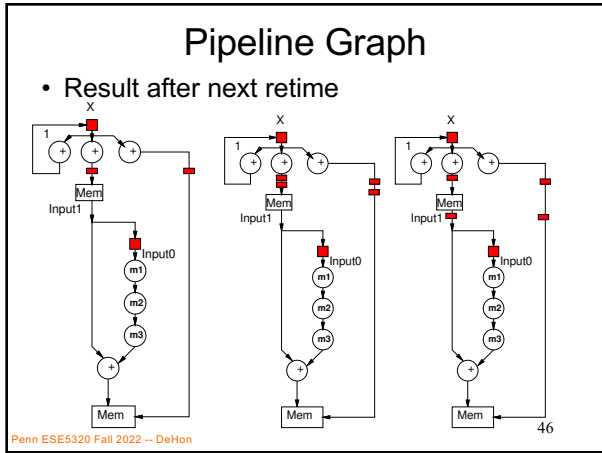 Pipeline Graph
• Result after next retime
X
1
+ + +
Mem
Input1
Input0
m1
m2
m3
+
Mem
X
1
+ + +
Mem
Input1
Input0
m1
m2
m3
+
Mem
X
1
+ + +
Mem
Input1
Input0
m1
m2
m3
+
Mem
46
Penn ESE5320 Fall 2022 -- DeHon